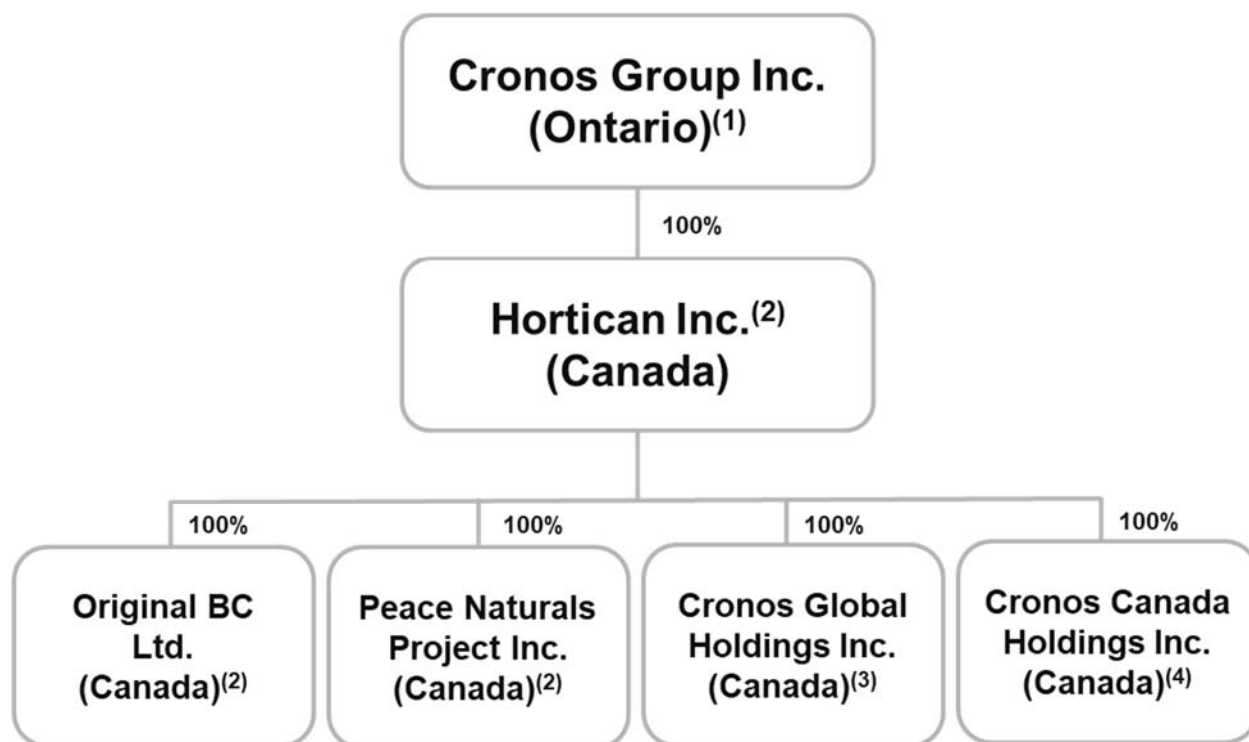 Cronos Group Inc.
(Ontario)(1)
100%
Hortican Inc.(2)
(Canada)
100%
100%
100%
100%
Original BC
Ltd.
(Canada)(2)
Peace Naturals
Project Inc.
(Canada)(2)
Cronos Global
Holdings Inc.
(Canada)(3)
Cronos Canada
Holdings Inc.
(Canada)(4)